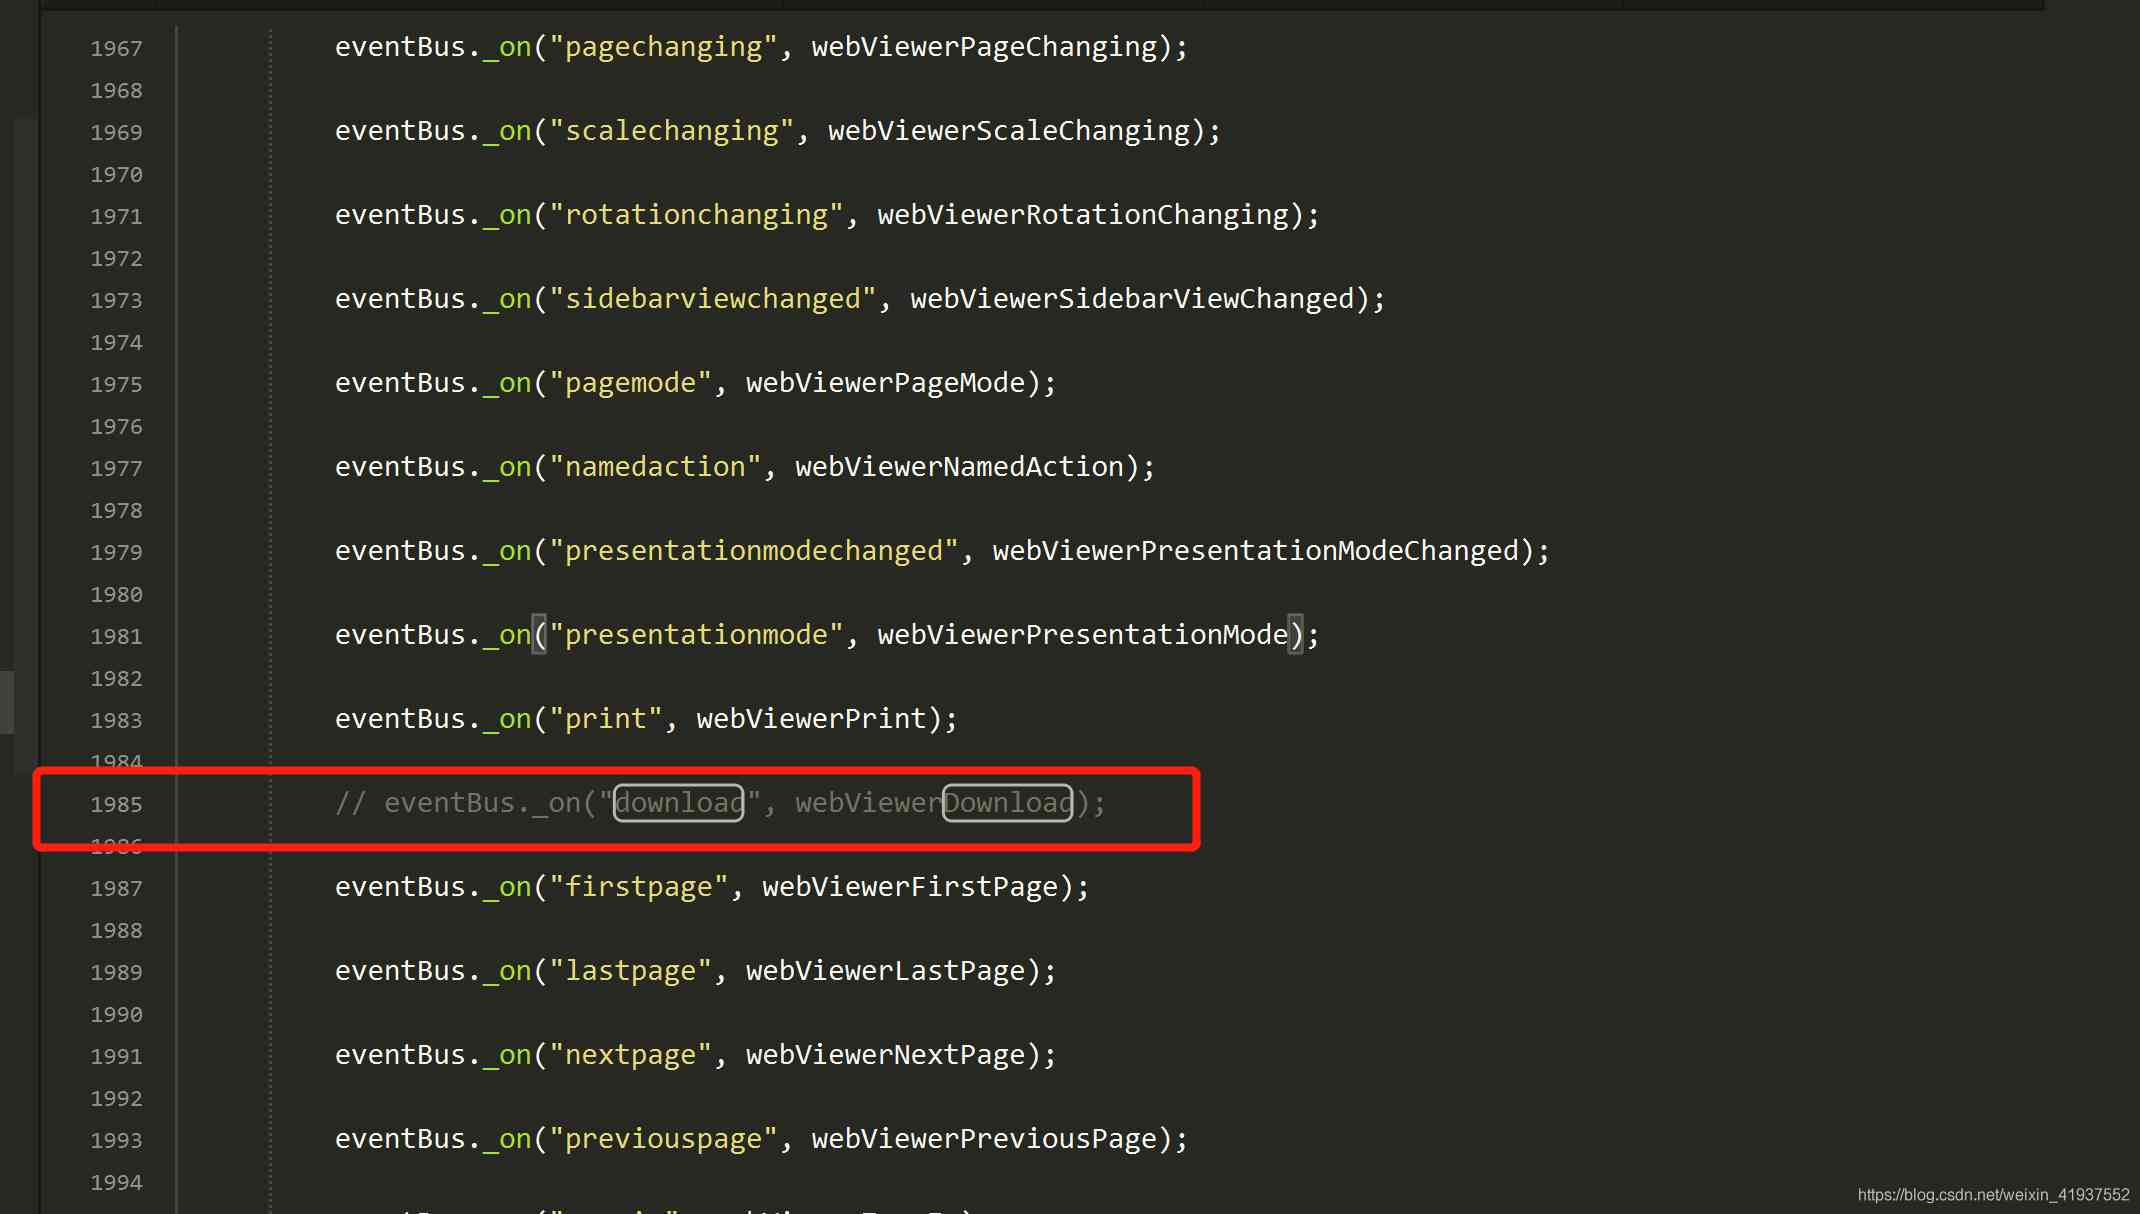 1967 eventBus._on("pagechanging", webViewerPageChanging);
1968
1969 eventBus._on("scalechanging", webViewerScaleChanging);
1970
1971 eventBus._on("rotationchanging", webViewerRotationChanging);
1972
1973 eventBus._on("sidebarviewchanged", webViewerSidebarViewChanged);
1974
1975 eventBus._on("pagemode", webViewerPageMode);
1976
1977 eventBus._on("namedaction", webViewerNamedAction);
1978
1979 eventBus._on("presentationmodechanged", webViewerPresentationModeChanged);
1980
1981 eventBus._on("presentationmode", webViewerPresentationMode);
1982
1983 eventBus._on("print", webViewerPrint);
1984
1985 // eventBus._on("download", webViewerDownload);
1986
1987 eventBus._on("firstpage", webViewerFirstPage);
1988
1989 eventBus._on("lastpage", webViewerLastPage);
1990
1991 eventBus._on("nextpage", webViewerNextPage);
1992
1993 eventBus._on("previouspage", webViewerPreviousPage);
1994
https://blog.csdn.net/weixin_41937552